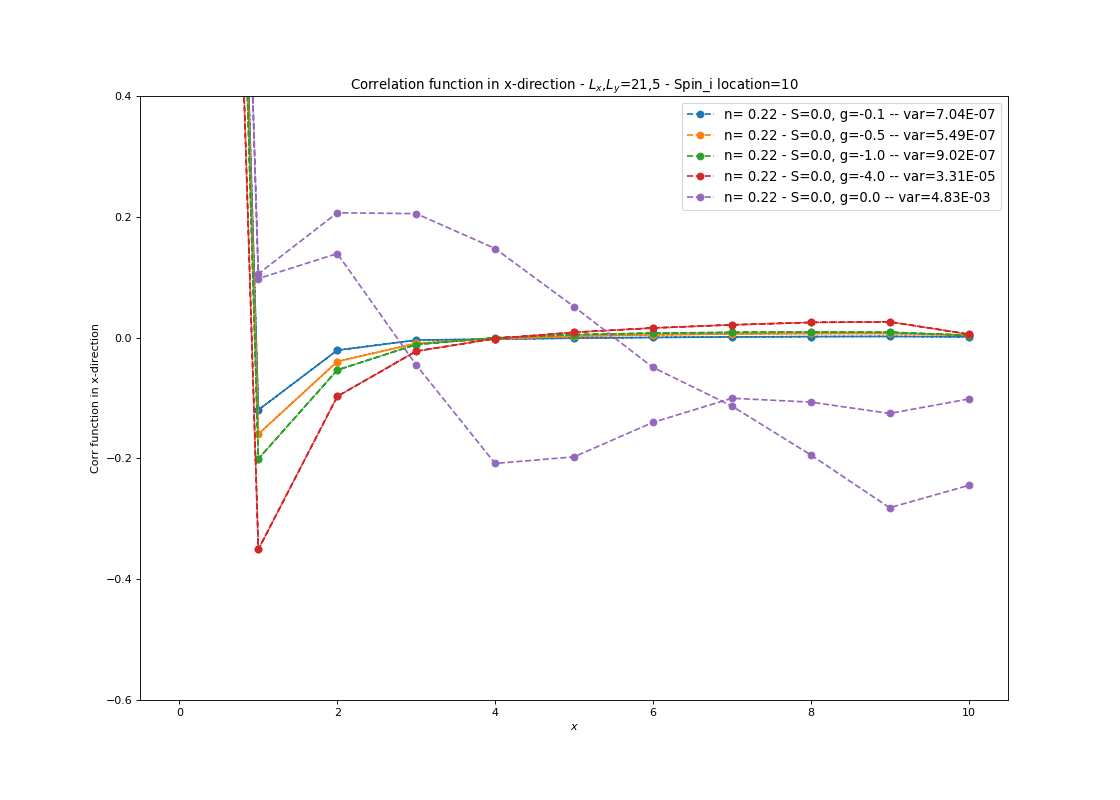 Correlation function in x-direction - Lx,Ly=21,5 - Spin_i location=10
n= 0.22 - S=0.0, g=-0.1 -- var=7.04E-07
n= 0.22 - S=0.0, g=-0.5 -- var=5.49E-07
n= 0.22 - S=0.0, g=-1.0 -- var=9.02E-07
n= 0.22 - S=0.0, g=-4.0 -- var=3.31E-05
n= 0.22 - S=0.0, g=0.0 -- var=4.83E-03
Corr function in x-direction
0.4
0.2
0.0
−0.2
−0.4
−0.6
0 2 4 6 8 10
x